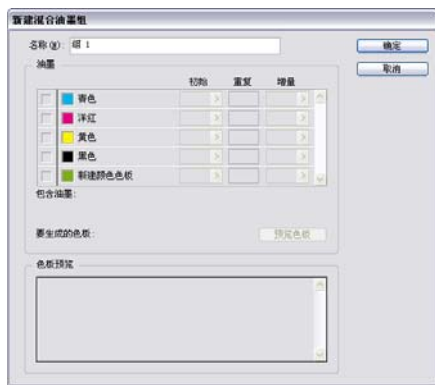 新建混合油墨组
名称(N): 组 1
确定
取消
油墨
初始 重复 增量
青色
洋红
黄色
黑色
新建颜色色板
包含油墨:
要生成的色板:
预览色板
色板预览